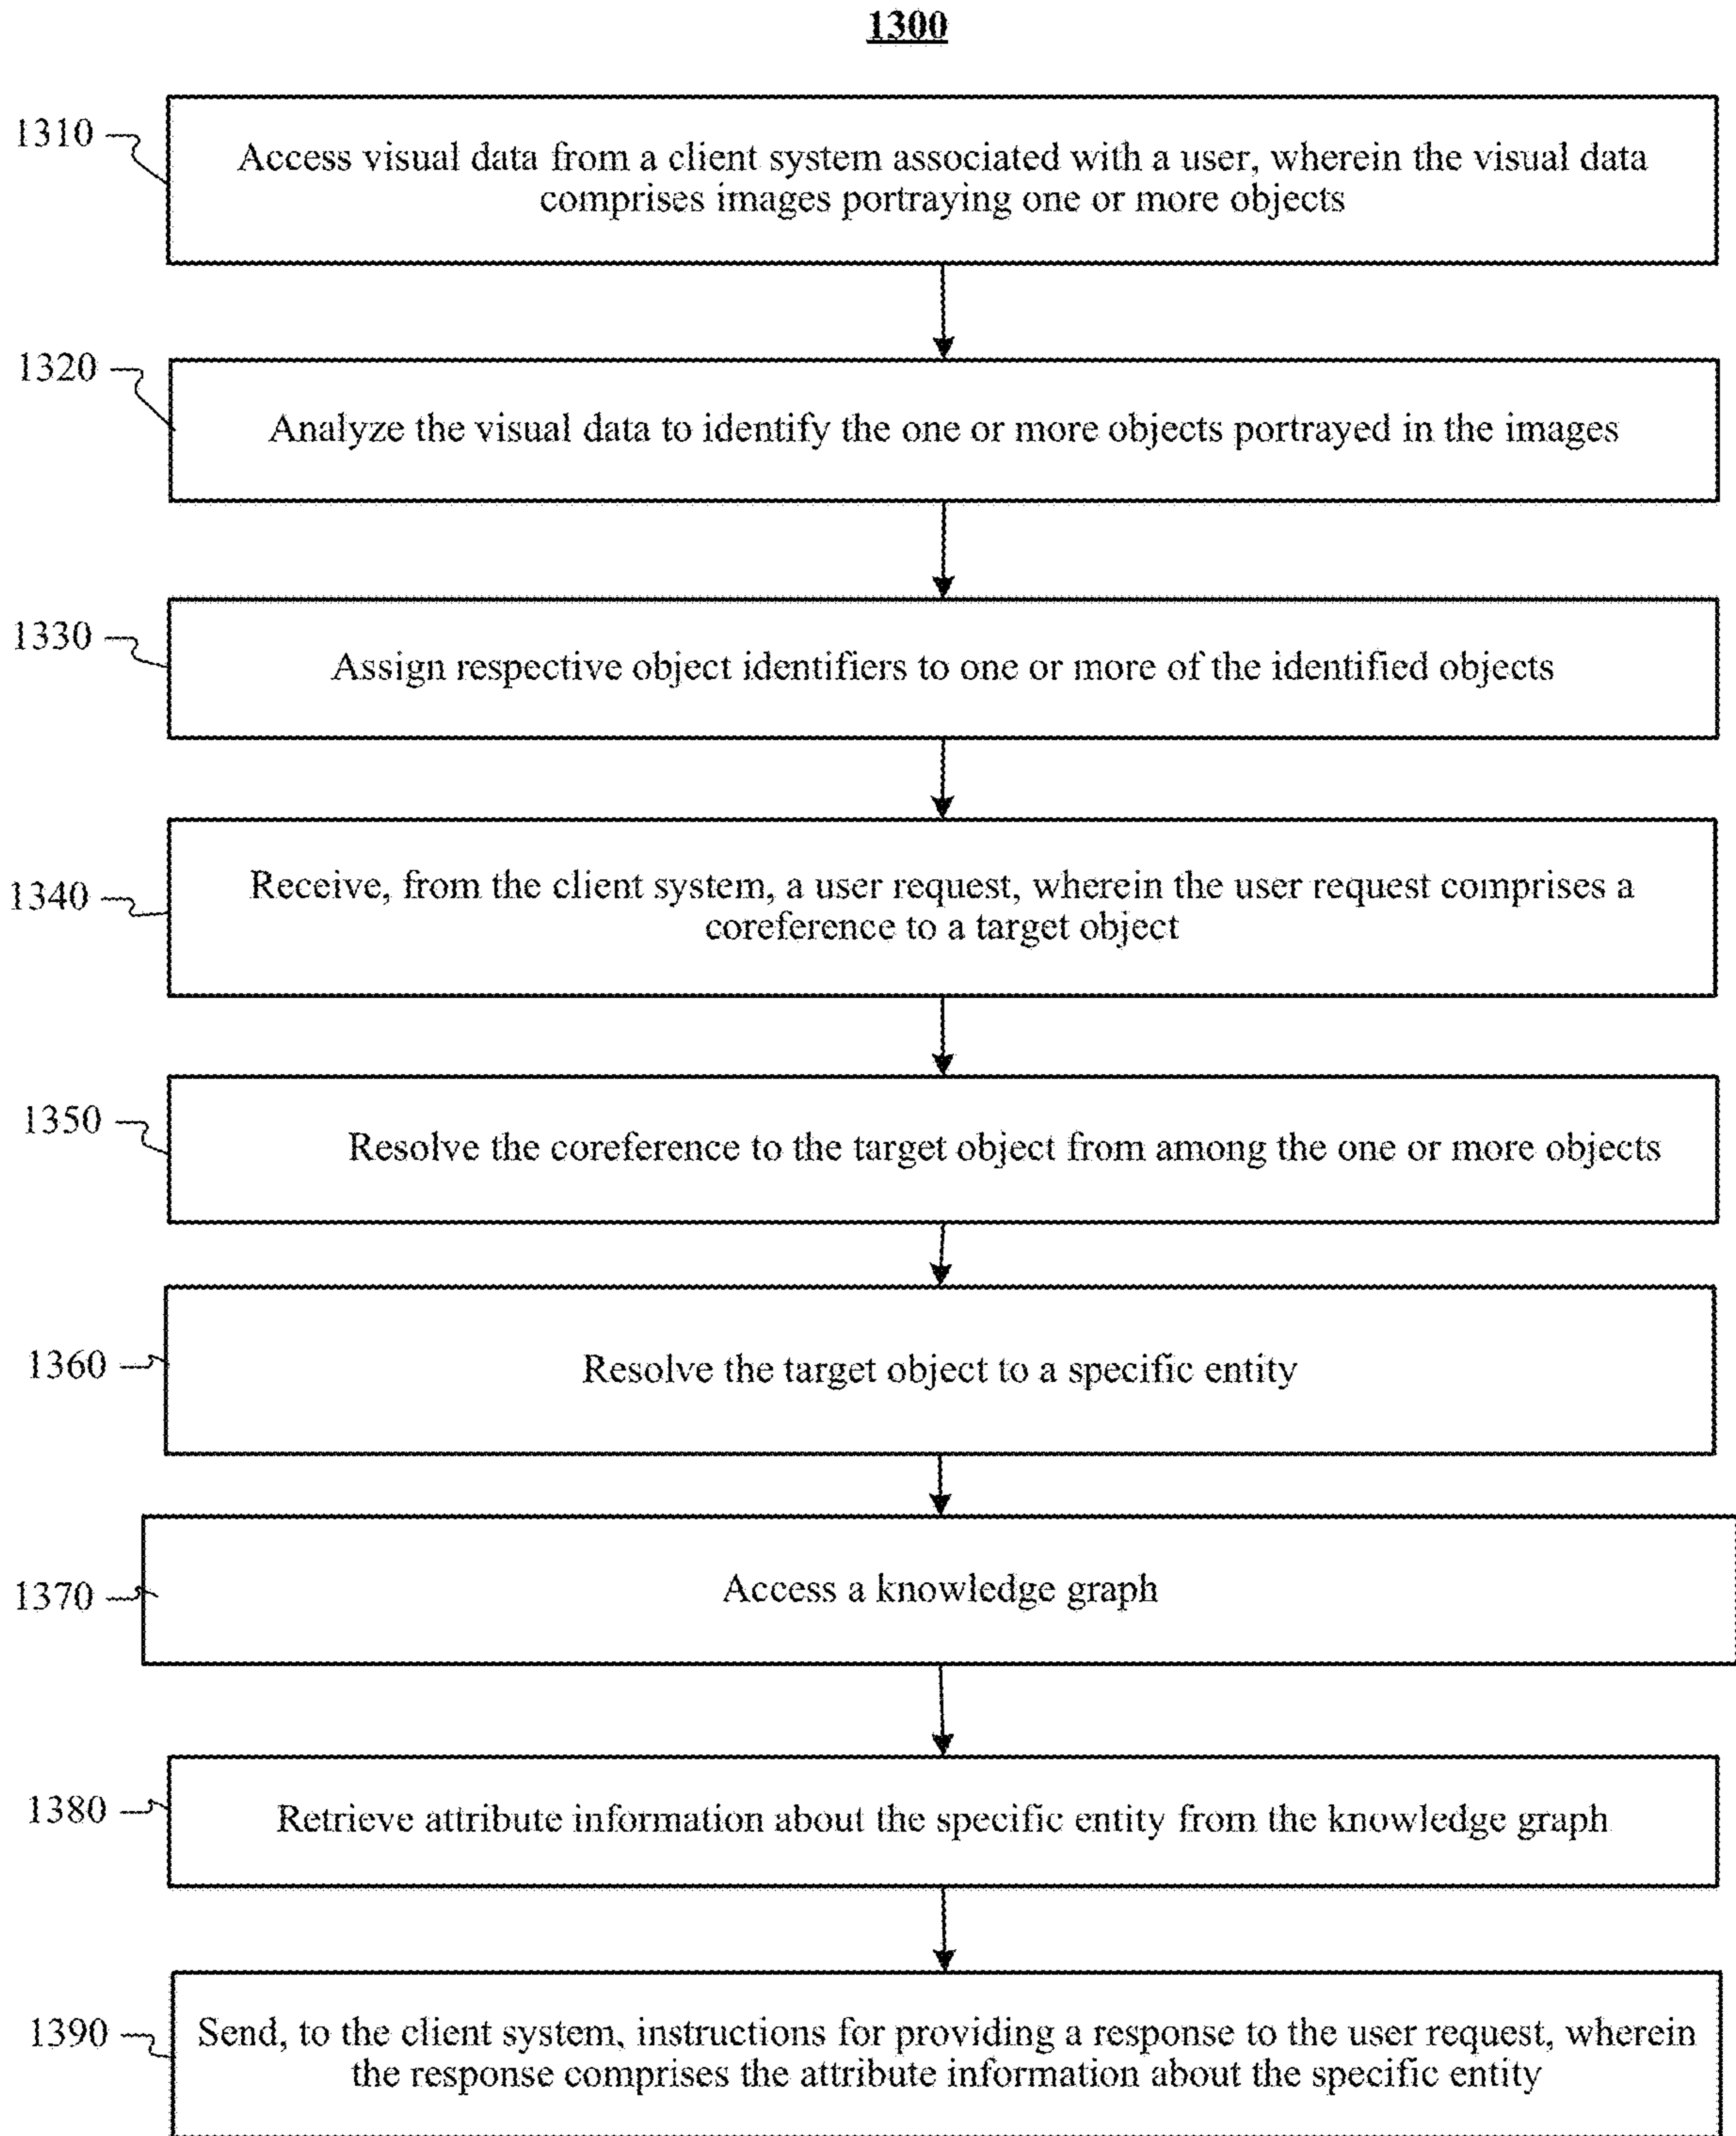 1300
1310
Access visual data from a client system associated with a user, wherein the visual data
comprises images portraying one or more objects
1320
Analyze the visual data to identify the one or more objects portrayed in the images
1330
Assign respective object identifiers to one or more of the identified objects
1340
Receive, from the client system, a user request, wherein the user request comprises a
coreference to a target object
1350
Resolve the coreference to the target object from among the one or more objects
1360
Resolve the target object to a specific entity
1370
Access a knowledge graph
1380
Retrieve attribute information about the specific entity from the knowledge graph
1390
Send, to the client system, instructions for providing a response to the user request, wherein
the response comprises the attribute information about the specific entity